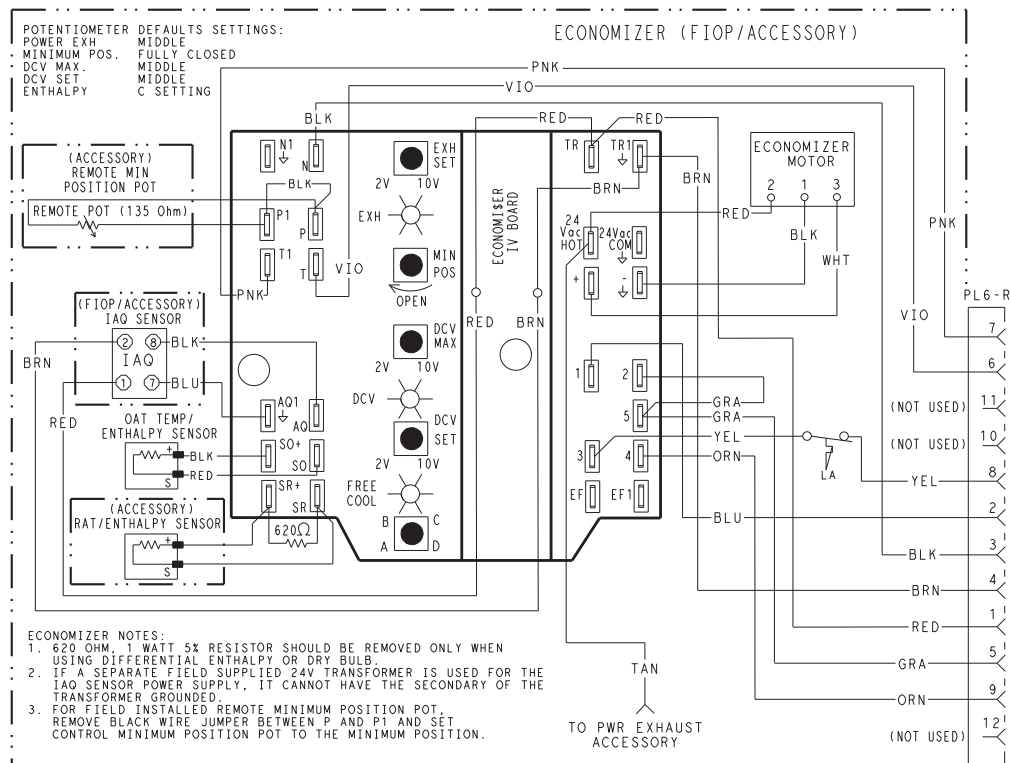 POTENTIOMETER DEFAULTS SETTINGS:
POWER EXH MIDDLE
MINIMUM POS. FULLY CLOSED
DCV MAX. MIDDLE
DCV SET MIDDLE
ENTHALPY C SETTING
ECONOMIZER (FIOP/ACCESSORY)
PNK
VIO
BLK
RED
RED
(ACCESSORY)
REMOTE MIN
POSITION POT
REMOTE POT (135 Ohm)
N1
N
BLK
P1
P
T1
T
VIO
PNK
EXH
SET
2V 10V
EXH
MIN
POS
OPEN
DCV
MAX
2V 10V
DCV
DCV
SET
2V 10V
FREE
COOL
B C
A D
ECONOMI$ER
IV BOARD
RED
BRN
TR
TR1
BRN
BRN
24
Vac
HOT
24Vac
COM
+
-
1
2
5
3
4
EF
EF1
ECONOMIZER
MOTOR
2 1 3
RED
BLK
WHT
PNK
VIO
PL6-R
(FIOP/ACCESSORY)
IAQ SENSOR
2 8
IAQ
1 7
BLK
BLU
BRN
RED
AQ1
AQ
OAT TEMP/
ENTHALPY SENSOR
+
S
BLK
RED
SO+
SO
SR+
SR
620Ω
(ACCESSORY)
RAT/ENTHALPY SENSOR
+
S
GRA
GRA
YEL
ORN
LA
BLU
7
6
(NOT USED) 11
(NOT USED) 10
YEL 8
2
BLK 3
BRN 4
RED 1
GRA 5
ORN 9
(NOT USED) 12
TAN
TO PWR EXHAUST
ACCESSORY
ECONOMIZER NOTES:
1. 620 OHM, 1 WATT 5% RESISTOR SHOULD BE REMOVED ONLY WHEN
USING DIFFERENTIAL ENTHALPY OR DRY BULB.
2. IF A SEPARATE FIELD SUPPLIED 24V TRANSFORMER IS USED FOR THE
IAQ SENSOR POWER SUPPLY, IT CANNOT HAVE THE SECONDARY OF THE
TRANSFORMER GROUNDED.
3. FOR FIELD INSTALLED REMOTE MINIMUM POSITION POT,
REMOVE BLACK WIRE JUMPER BETWEEN P AND P1 AND SET
CONTROL MINIMUM POSITION POT TO THE MINIMUM POSITION.